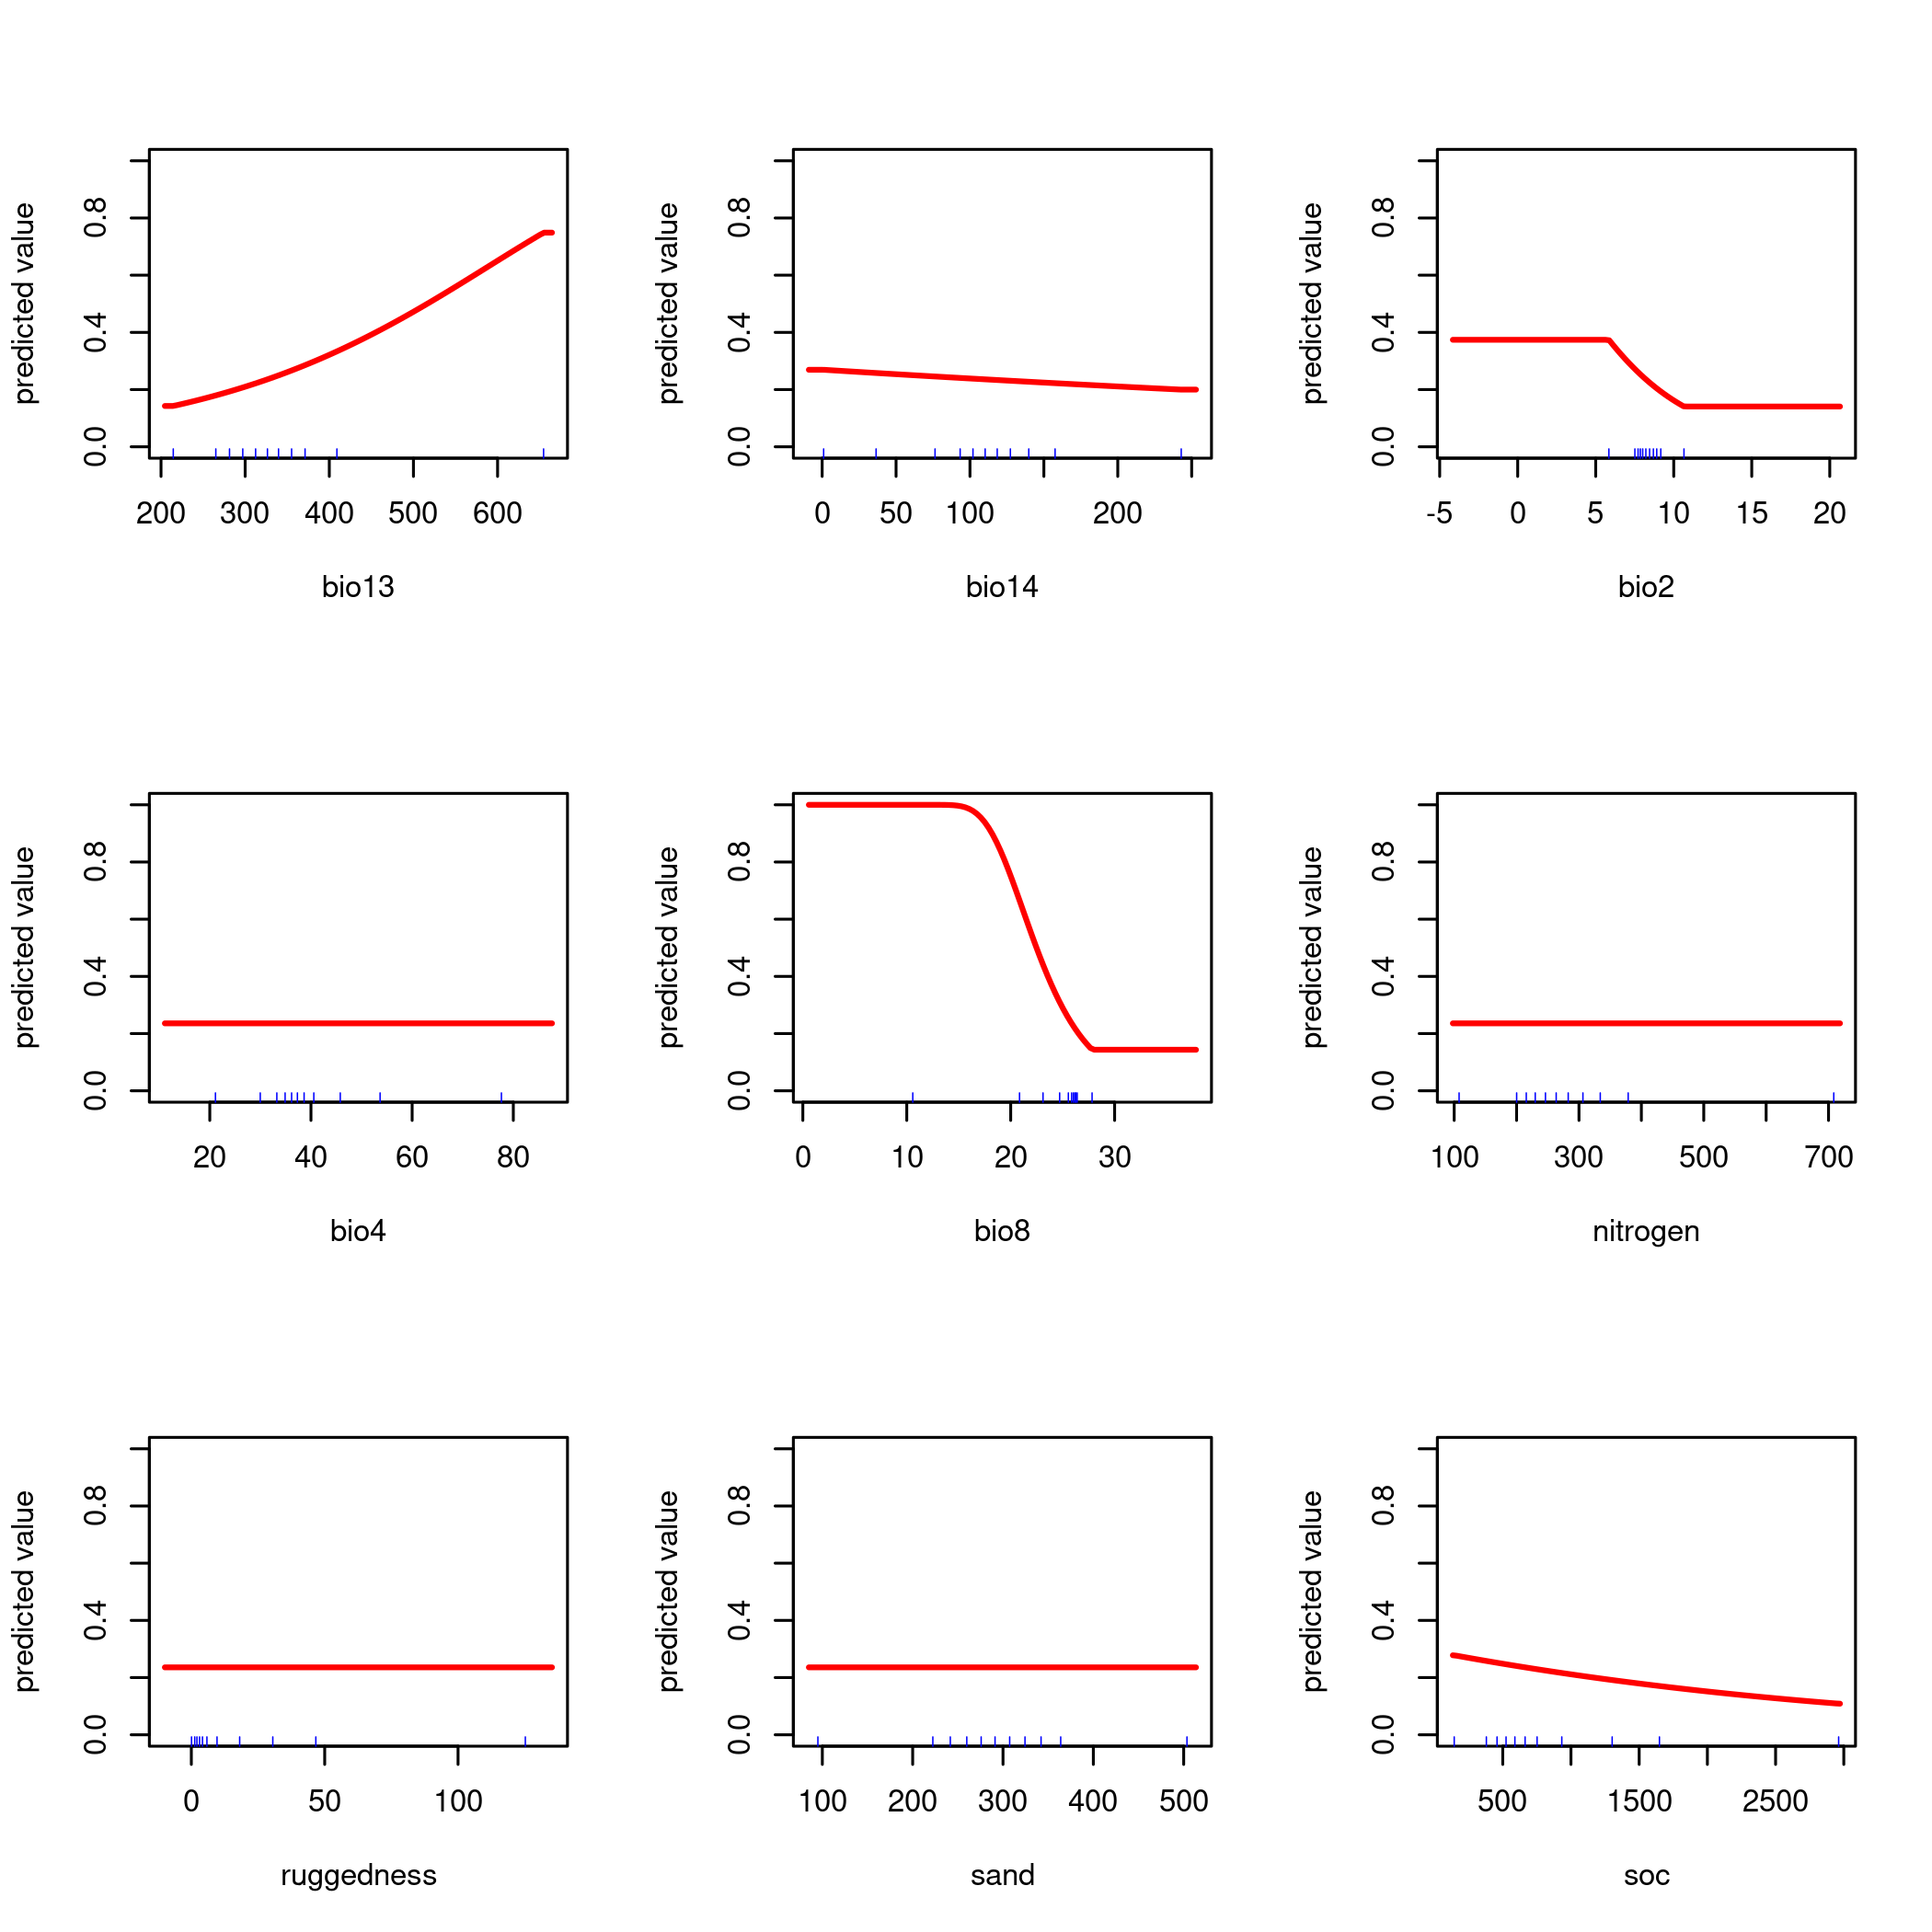 predicted value
0.0 0.4 0.8
200 300 400 500 600
bio13
predicted value
0.0 0.4 0.8
0 50 100 200
bio14
predicted value
0.0 0.4 0.8
-5 0 5 10 15 20
bio2
predicted value
0.0 0.4 0.8
20 40 60 80
bio4
predicted value
0.0 0.4 0.8
0 10 20 30
bio8
predicted value
0.0 0.4 0.8
100 300 500 700
nitrogen
predicted value
0.0 0.4 0.8
0 50 100
ruggedness
predicted value
0.0 0.4 0.8
100 200 300 400 500
sand
predicted value
0.0 0.4 0.8
500 1500 2500
soc